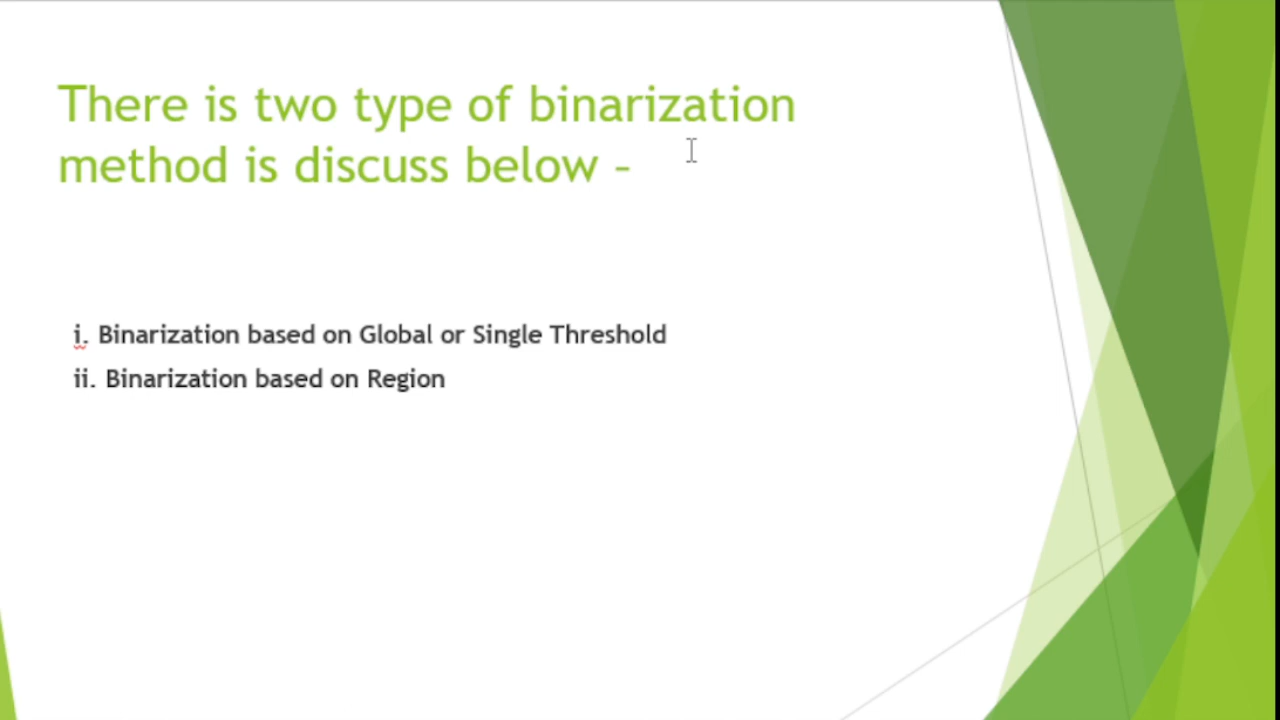 There is two type of binarization
method is discuss below –
i. Binarization based on Global or Single Threshold
ii. Binarization based on Region